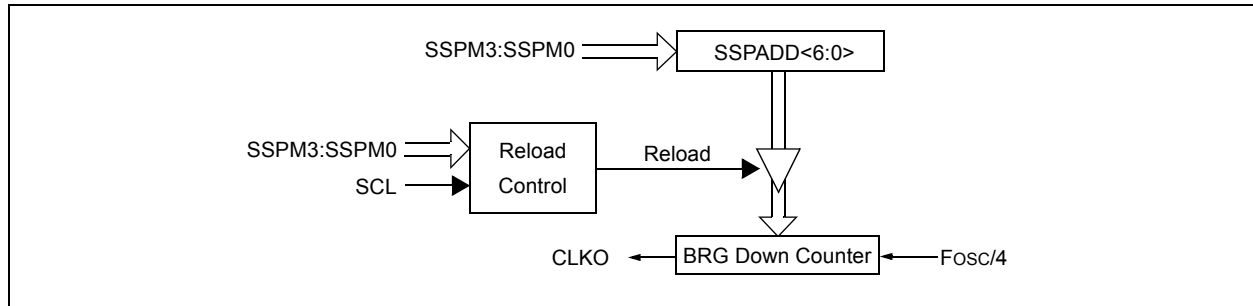 SSPM3:SSPM0
SSPADD<6:0>
SSPM3:SSPM0
SCL
Reload
Control
Reload
CLKO
BRG Down Counter
FOSC/4